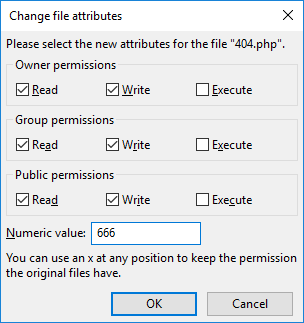 Change file attributes
Please select the new attributes for the file "404.php".
Owner permissions
Read Write Execute
Group permissions
Read Write Execute
Public permissions
Read Write Execute
Numeric value: 666
You can use an x at any position to keep the permission
the original files have.
OK Cancel